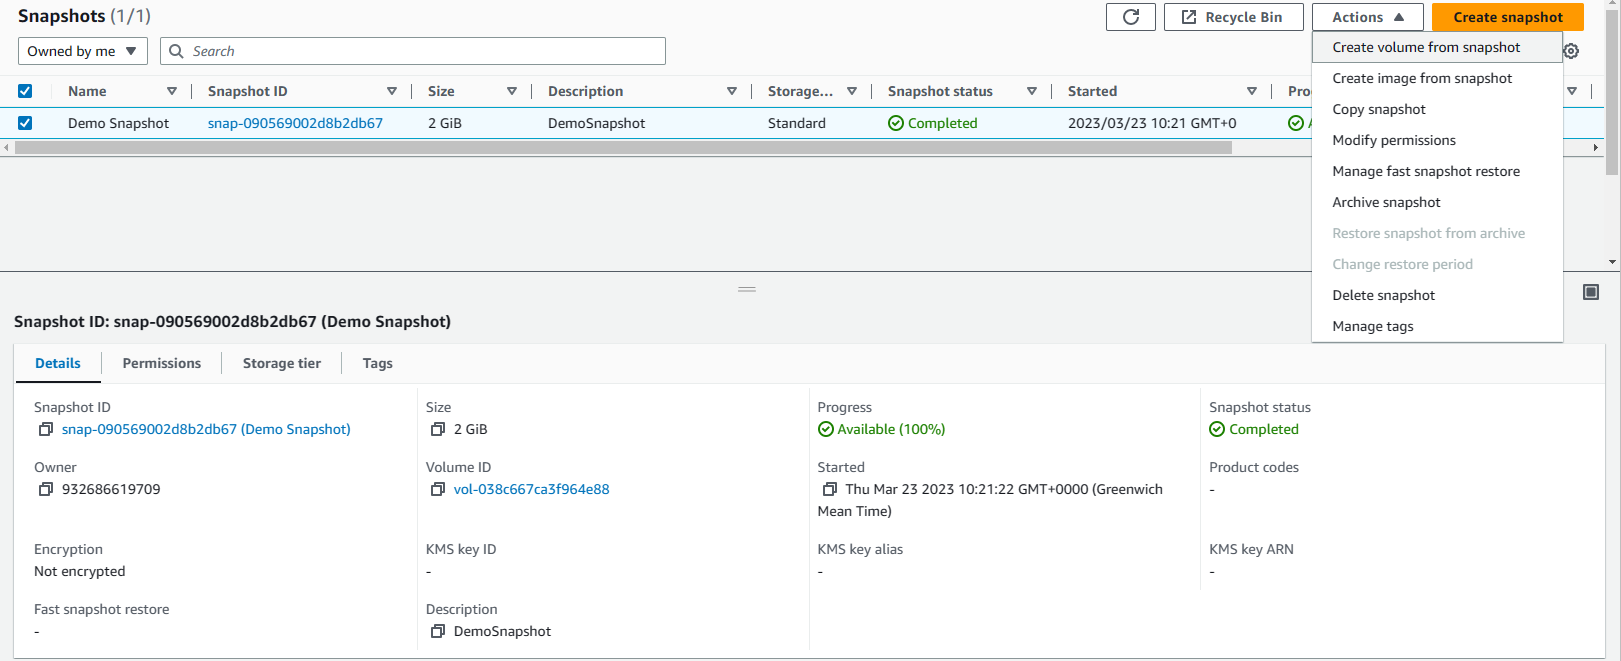 Snapshots (1/1)
Recycle Bin
Actions
Create snapshot
Owned by me
Search
Name
Snapshot ID
Size
Description
Storage...
Snapshot status
Started
Demo Snapshot
snap-090569002d8b2db67
2 GiB
DemoSnapshot
Standard
Completed
2023/03/23 10:21 GMT+0
Create volume from snapshot
Create image from snapshot
Copy snapshot
Modify permissions
Manage fast snapshot restore
Archive snapshot
Restore snapshot from archive
Change restore period
Delete snapshot
Manage tags
Snapshot ID: snap-090569002d8b2db67 (Demo Snapshot)
Details
Permissions
Storage tier
Tags
Snapshot ID
snap-090569002d8b2db67 (Demo Snapshot)
Size
2 GiB
Progress
Available (100%)
Snapshot status
Completed
Owner
932686619709
Volume ID
vol-038c667ca3f964e88
Started
Thu Mar 23 2023 10:21:22 GMT+0000 (Greenwich
Mean Time)
Product codes
-
Encryption
Not encrypted
KMS key ID
-
KMS key alias
-
KMS key ARN
-
Fast snapshot restore
-
Description
DemoSnapshot